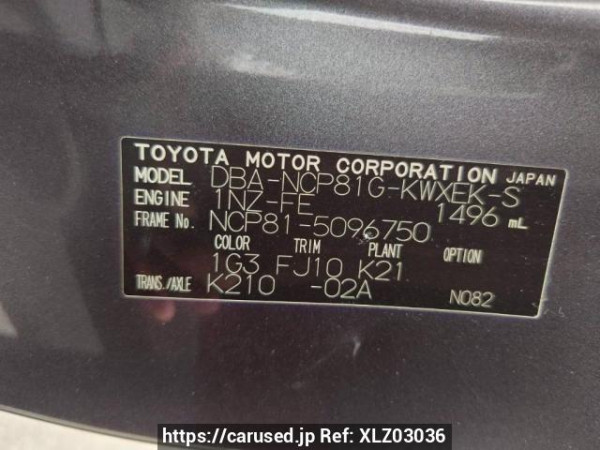 TOYOTA MOTOR CORPORATION JAPAN
MODEL DBA-NCP81G-KWXEK-S
ENGINE 1NZ-FE 1496 mL
FRAME No. NCP81-5096750
COLOR TRIM PLANT OPTION
1G3 FJ10 K21
TRANS./AXLE K210 -02A N082
https://carused.jp Ref: XLZ03036